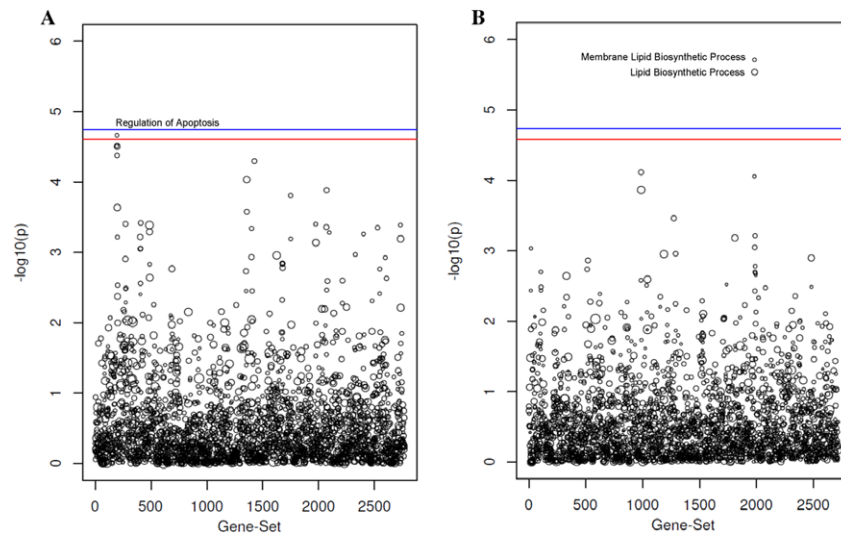 A
6
5
4
3
2
1
0
-log10(p)
Regulation of Apoptosis
0
500
1000
1500
2000
2500
Gene-Set
B
6
5
4
3
2
1
0
-log10(p)
Membrane Lipid Biosynthetic Process
Lipid Biosynthetic Process
0
500
1000
1500
2000
2500
Gene-Set